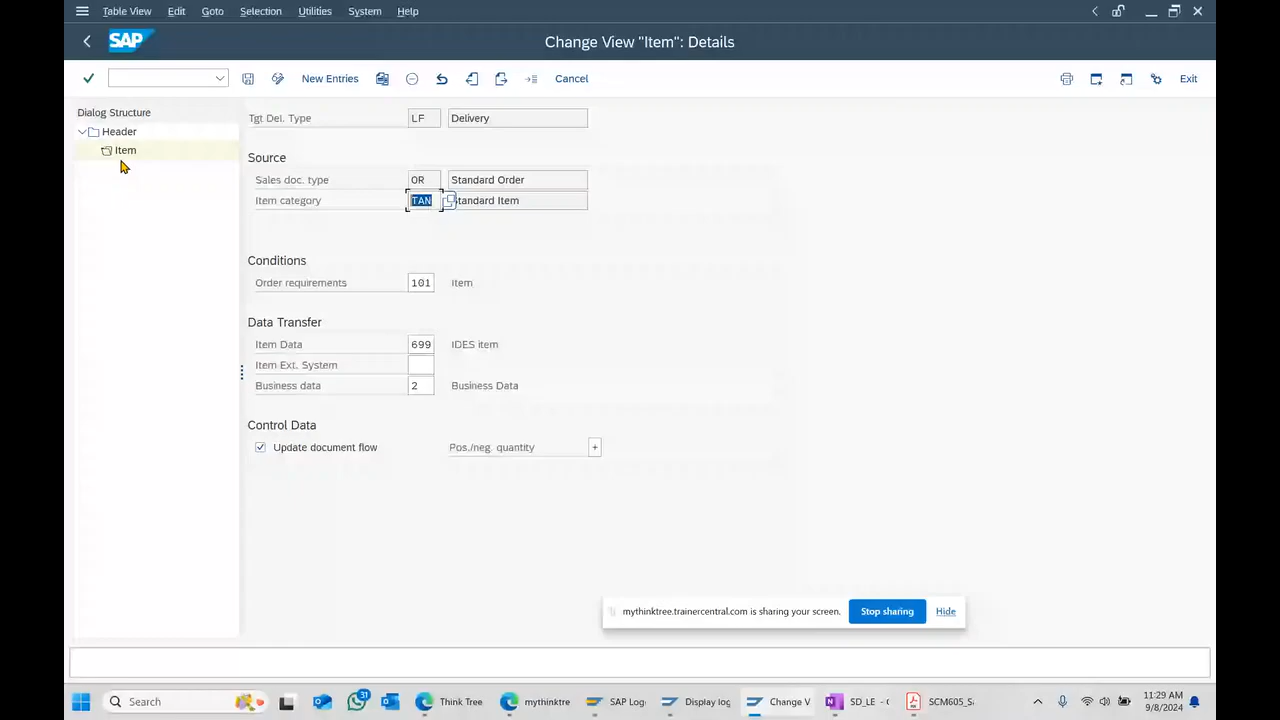 Table View Edit Goto Selection Utilities System Help
SAP Change View "Item": Details
New Entries Cancel Exit
Dialog Structure
Header
Item
Tgt Del. Type LF Delivery
Source
Sales doc. type OR Standard Order
Item category TAN Standard Item
Conditions
Order requirements 101 Item
Data Transfer
Item Data 699 IDES item
Item Ext. System
Business data 2 Business Data
Control Data
Update document flow Pos./neg. quantity +
mythinktree.trainercentral.com is sharing your screen. Stop sharing Hide
Search 31 Think Tree mythinktre SAP Log Display log Change V SD_LE - ( SCM605_S 11:29 AM
9/8/2024